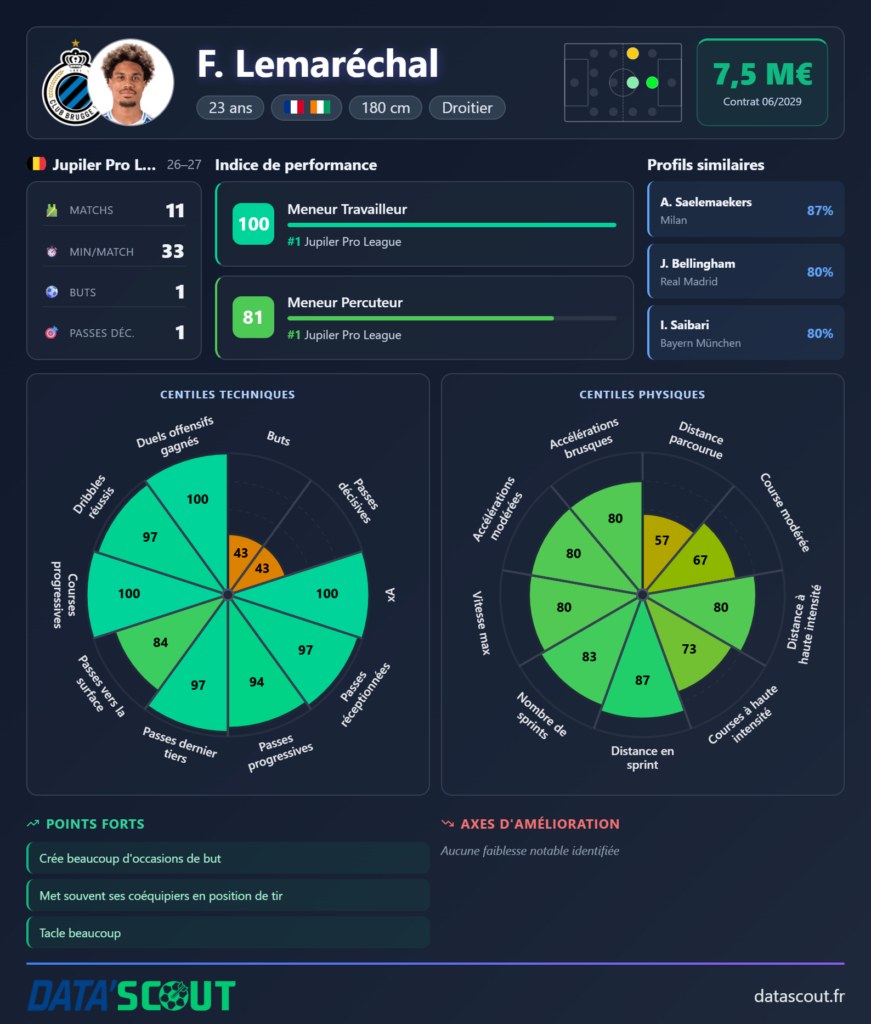 F. Lemaréchal
23 ans
180 cm
Droitier
7,5 M€
Contrat 06/2029
CLUB BRUGGE
Jupiler Pro L... 26–27
MATCHS 11
MIN/MATCH 33
BUTS 1
PASSES DÉC. 1
Indice de performance
100
Meneur Travailleur
#1 Jupiler Pro League
81
Meneur Percuteur
#1 Jupiler Pro League
Profils similaires
A. Saelemaekers
Milan
87%
J. Bellingham
Real Madrid
80%
I. Saibari
Bayern München
80%
CENTILES TECHNIQUES
Buts
43
Passes
décisives
43
xA
100
Passes
réceptionnées
97
Passes
progressives
94
Passes dernier
tiers
97
Passes vers la
surface
84
Courses
progressives
100
Dribbles
réussis
97
Duels offensifs
gagnés
100
CENTILES PHYSIQUES
Distance
parcourue
57
Course modérée
67
Distance à
haute intensité
80
Courses à haute
intensité
73
Distance en
sprint
87
Nombre de
sprints
83
Vitesse max
80
Accélérations
modérées
80
Accélérations
brusques
80
POINTS FORTS
Crée beaucoup d'occasions de but
Met souvent ses coéquipiers en position de tir
Tacle beaucoup
AXES D'AMÉLIORATION
Aucune faiblesse notable identifiée
DATA'SCOUT
datascout.fr